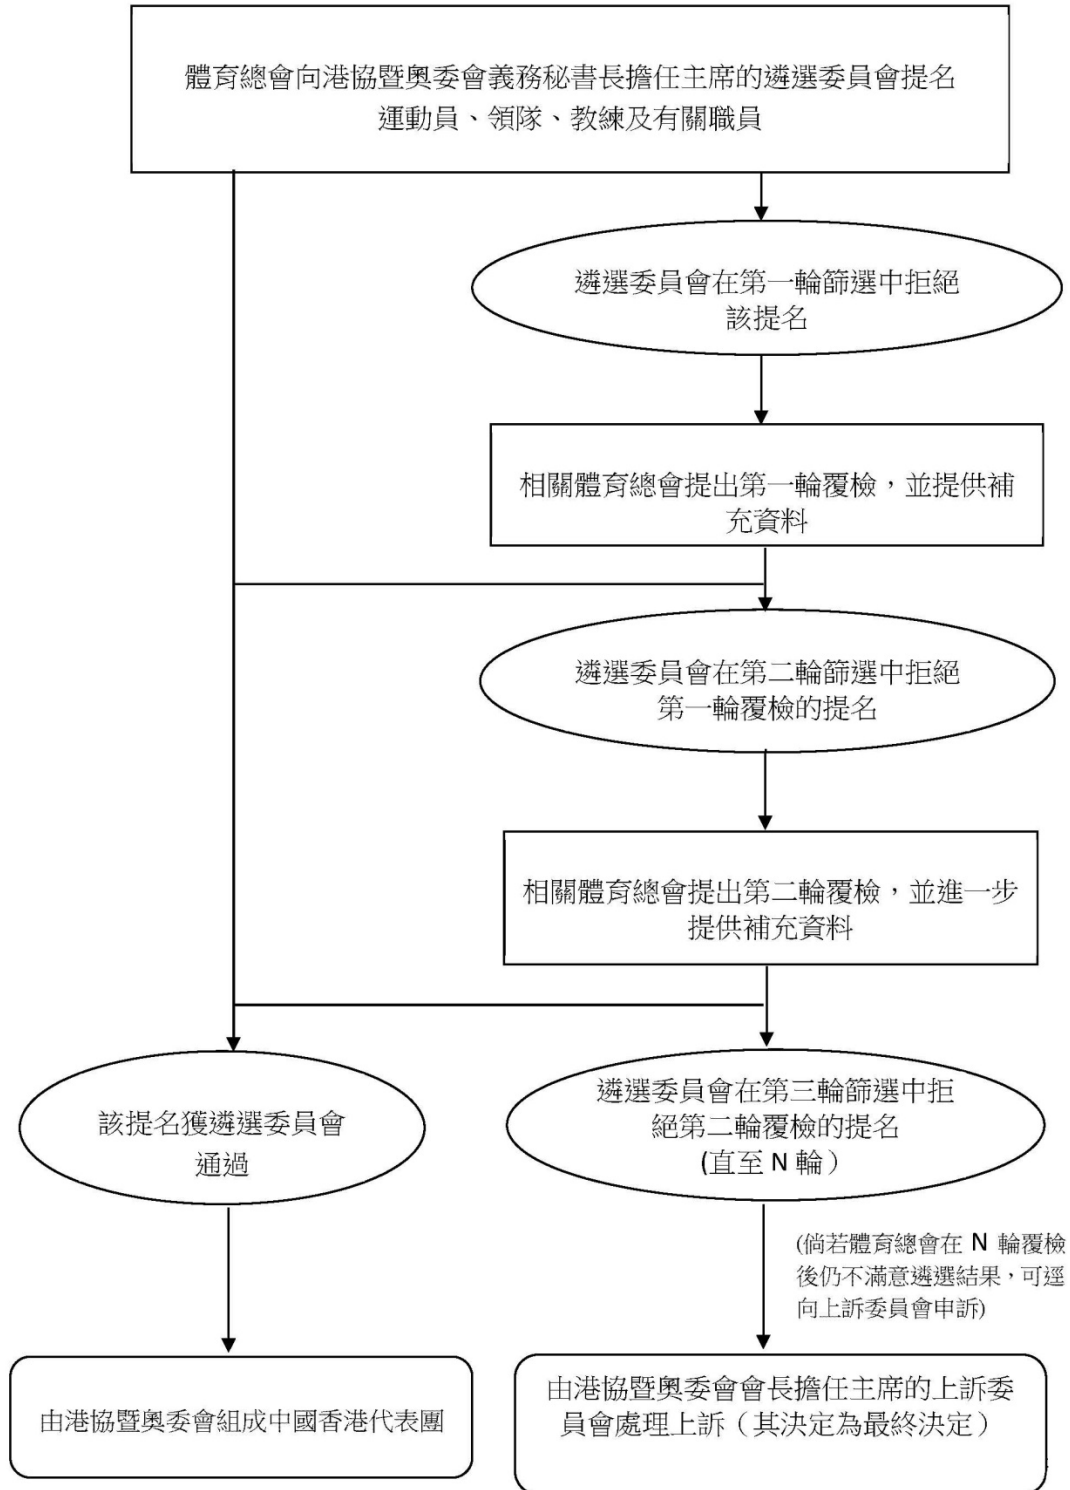 體育總會向港協暨奧委會義務秘書長擔任主席的遴選委員會提名
運動員、領隊、教練及有關職員
遴選委員會在第一輪篩選中拒絕
該提名
相關體育總會提出第一輪覆檢，並提供補
充資料
遴選委員會在第二輪篩選中拒絕
第一輪覆檢的提名
相關體育總會提出第二輪覆檢，並進一步
提供補充資料
該提名獲遴選委員會
通過
遴選委員會在第三輪篩選中拒
絕第二輪覆檢的提名
(直至 N 輪）
(倘若體育總會在 N 輪覆檢
後仍不滿意遴選結果，可逕
向上訴委員會申訴)
由港協暨奧委會組成中國香港代表團
由港協暨奧委會會長擔任主席的上訴委
員會處理上訴（其決定為最終決定）